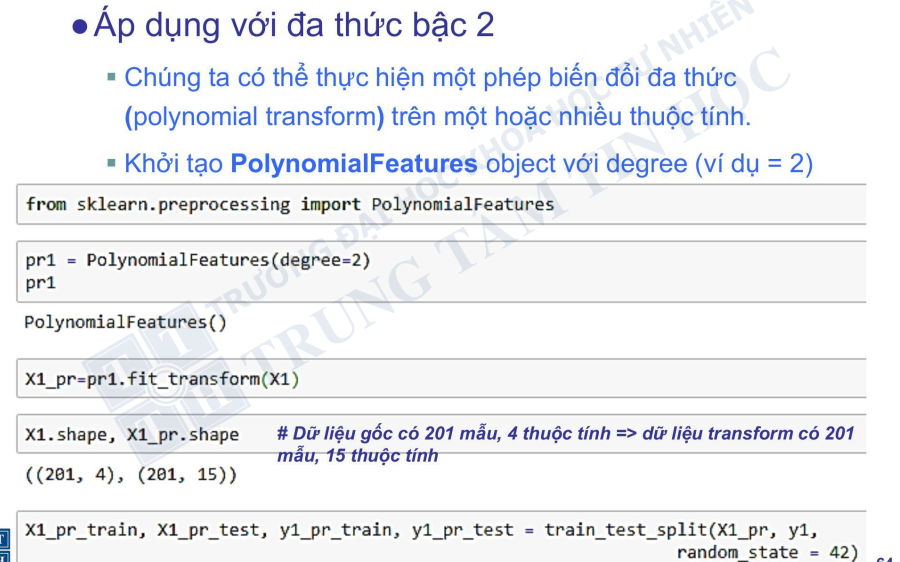 ●Áp dụng với đa thức bậc 2
▪ Chúng ta có thể thực hiện một phép biến đổi đa thức
(polynomial transform) trên một hoặc nhiều thuộc tính.
▪ Khởi tạo PolynomialFeatures object với degree (ví dụ = 2)
from sklearn.preprocessing import PolynomialFeatures
pr1 = PolynomialFeatures(degree=2)
pr1
PolynomialFeatures()
X1_pr=pr1.fit_transform(X1)
X1.shape, X1_pr.shape # Dữ liệu gốc có 201 mẫu, 4 thuộc tính => dữ liệu transform có 201
mẫu, 15 thuộc tính
((201, 4), (201, 15))
X1_pr_train, X1_pr_test, y1_pr_train, y1_pr_test = train_test_split(X1_pr, y1,
random_state = 42)
TRƯỜNG ĐẠI HỌC KHOA HỌC TỰ NHIÊN
TRUNG TÂM TIN HỌC